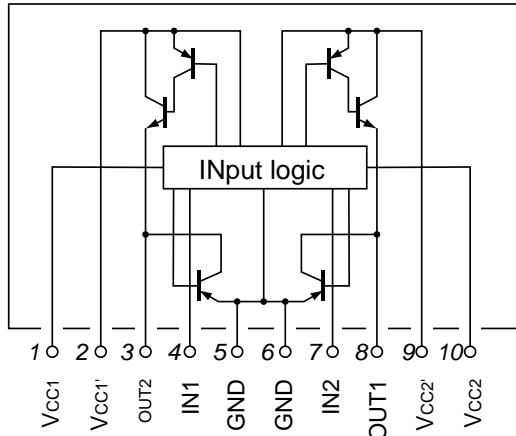 INput logic
1 2 3 4 5 6 7 8 9 10
VCC1
VCC1'
OUT2
IN1
GND
GND
IN2
OUT1
VCC2'
VCC2